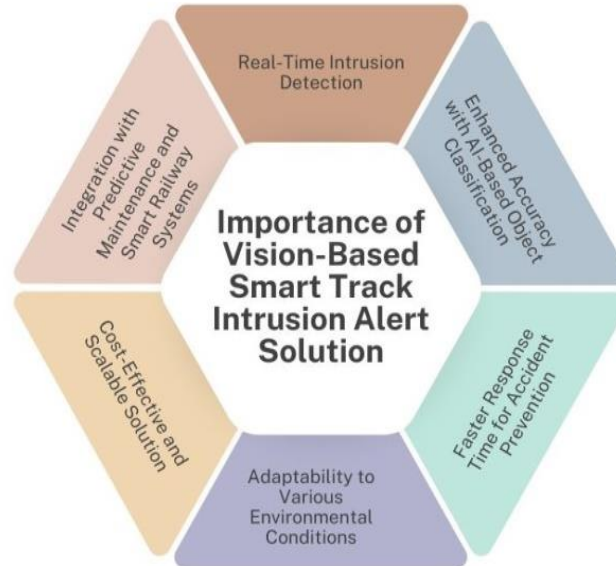 Real-Time Intrusion
Detection
Enhanced Accuracy
with AI-Based Object
Classification
Faster Response
Time for Accident
Prevention
Adaptability to
Various
Environmental
Conditions
Cost-Effective and
Scalable Solution
Integration with
Predictive
Maintenance and
Smart Railway
Systems
Importance of
Vision-Based
Smart Track
Intrusion Alert
Solution